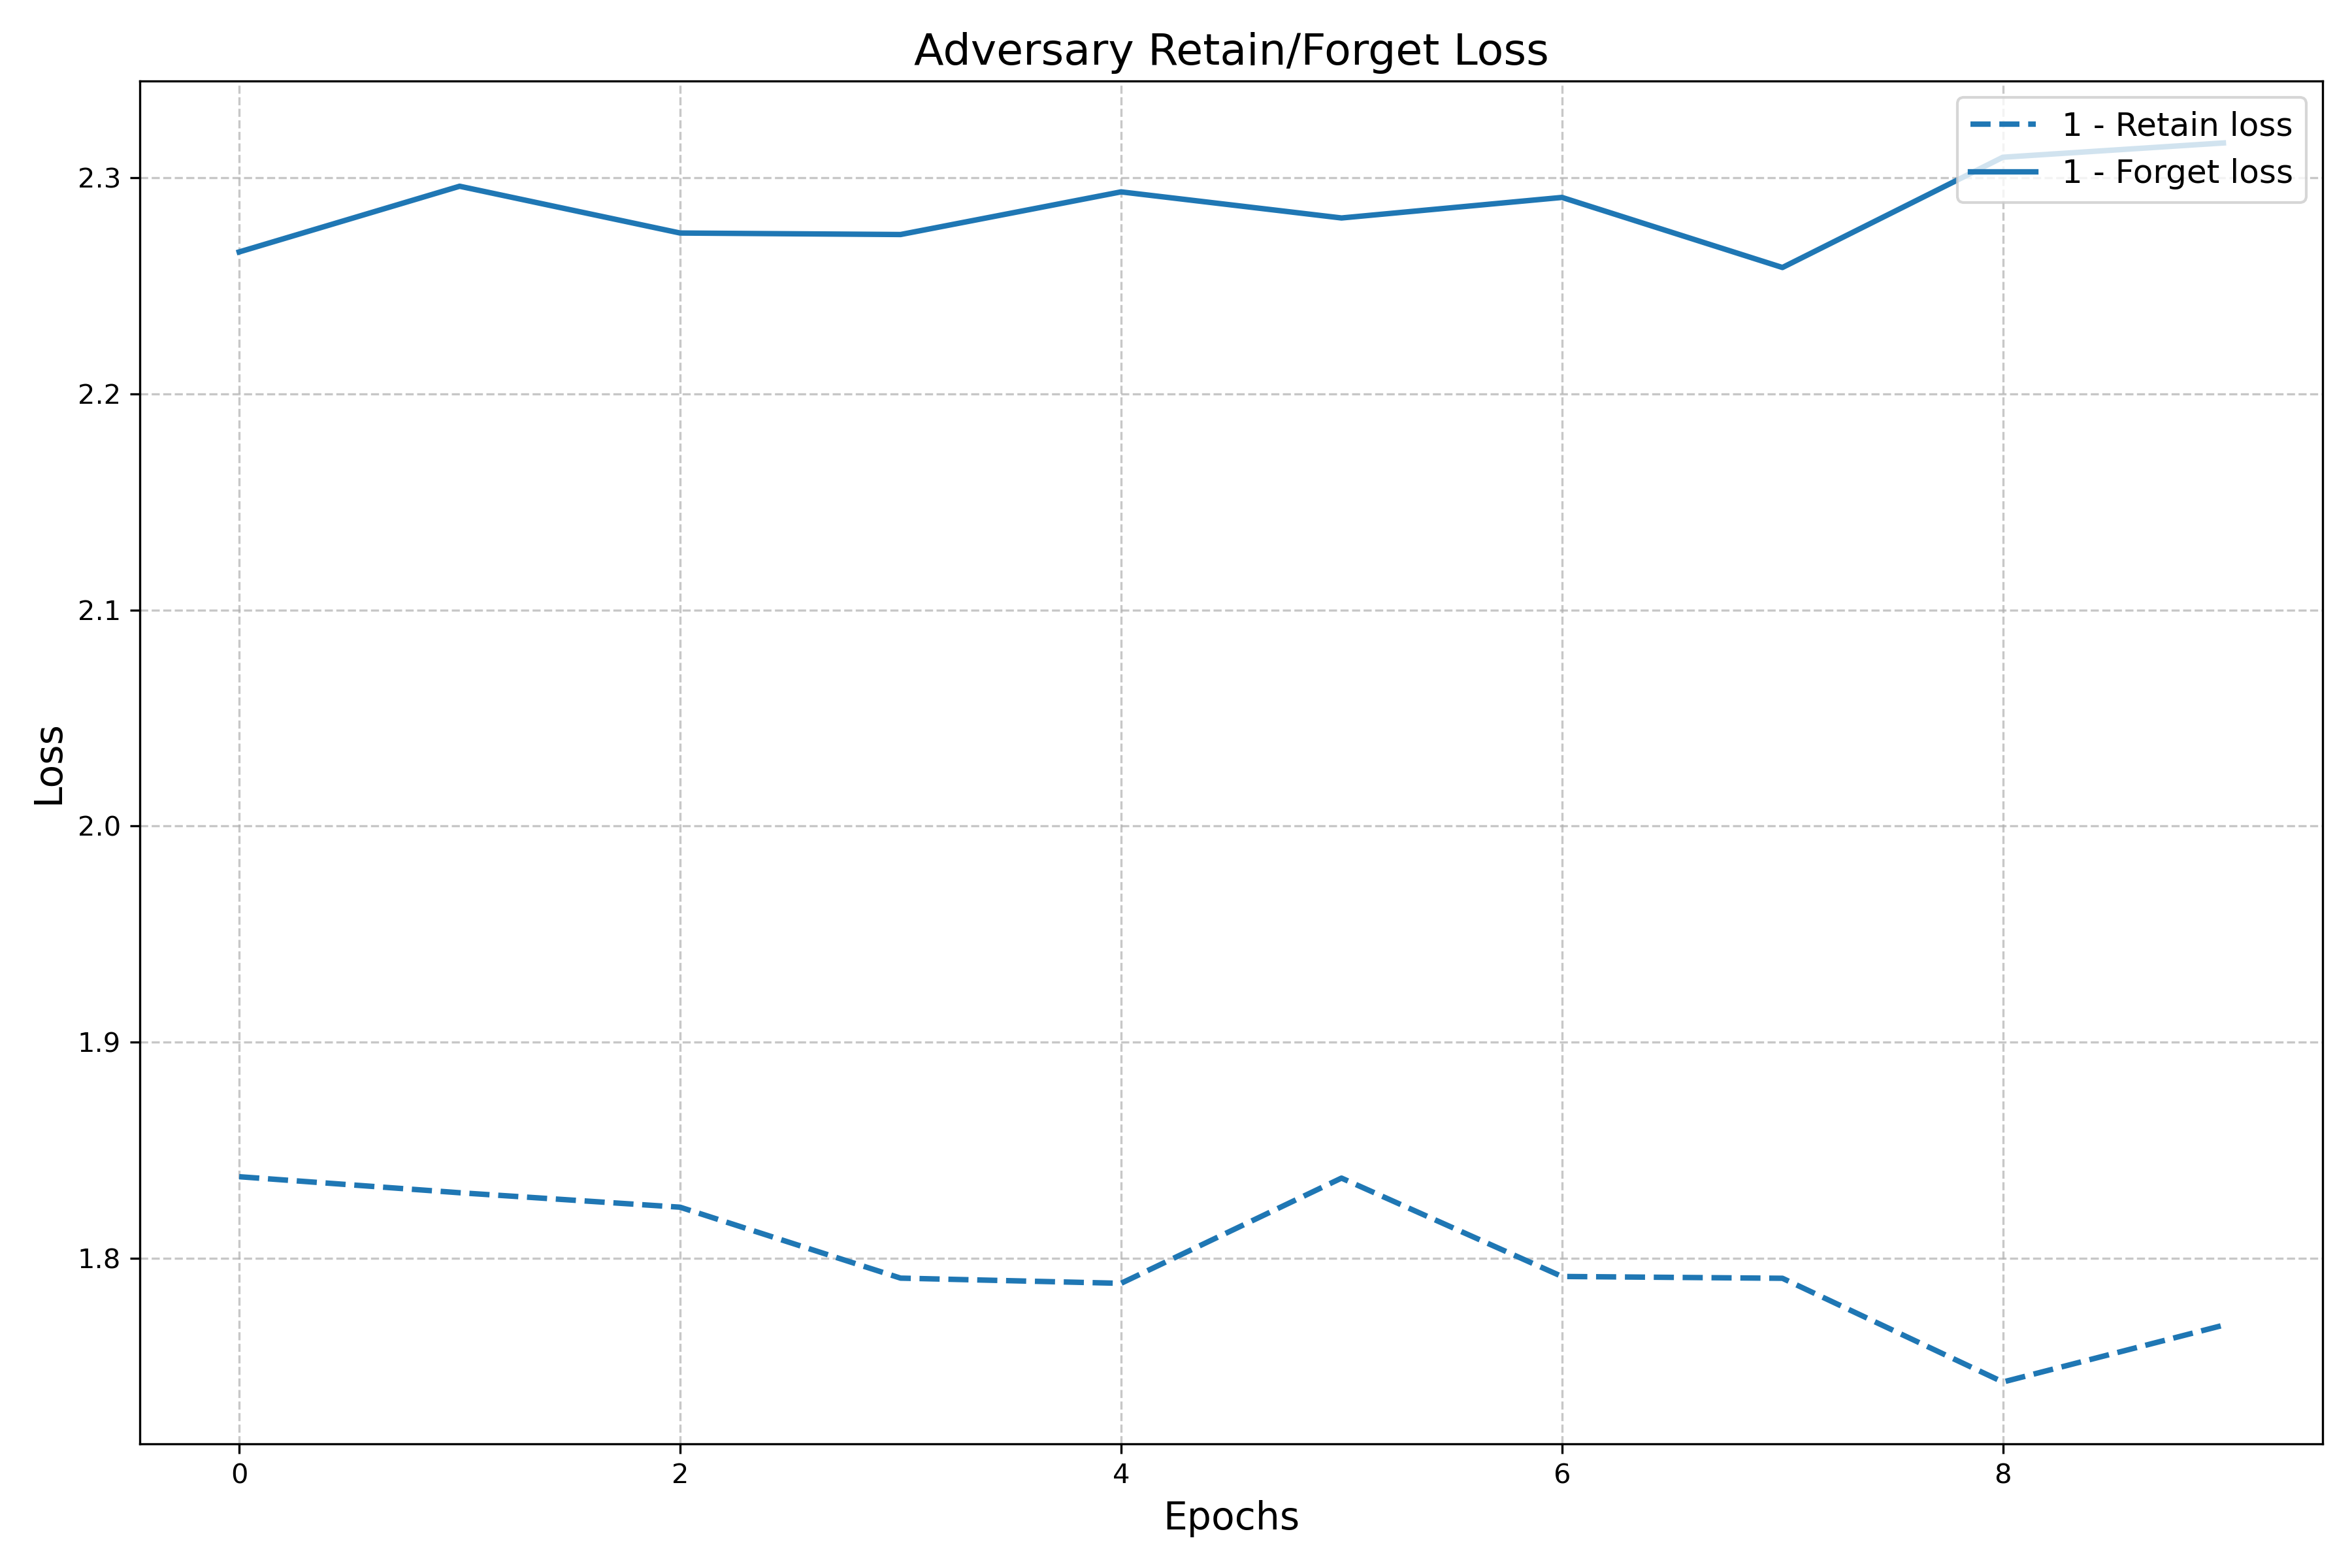 Adversary Retain/Forget Loss
1 - Retain loss
1 - Forget loss
2.3
2.2
2.1
2.0
1.9
1.8
Loss
0 2 4 6 8
Epochs